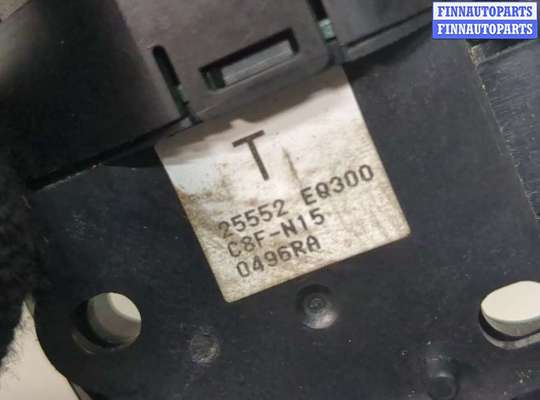 FINNAUTOPARTS
FINNAUTOPARTS
T
25552 EQ300
C8F-N15
0496RA